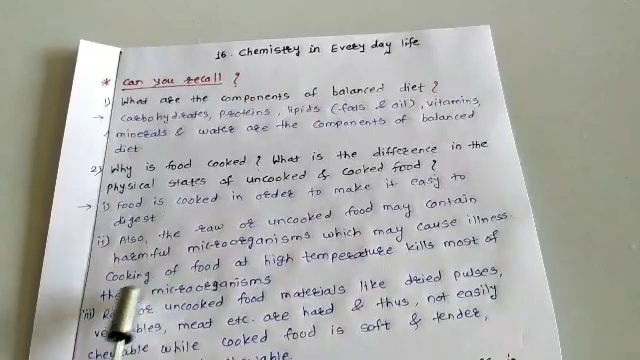 16. Chemistry in Every day life
* Can you recall ?
1) What are the components of balanced diet ?
→ carbohydrates, proteins, lipids (fats & oil), vitamins,
minerals & water are the components of balanced
diet.
2) Why is food cooked ? What is the difference in the
physical states of uncooked & cooked food ?
→ i) Food is cooked in order to make it easy to
digest
ii) Also, the raw or uncooked food may contain
harmful microorganisms which may cause illness.
Cooking of food at high temperature kills most of
microorganisms
iii) or uncooked food materials like dried pulses,
meat etc. are hard & thus, not easily
while cooked food is soft & tender,